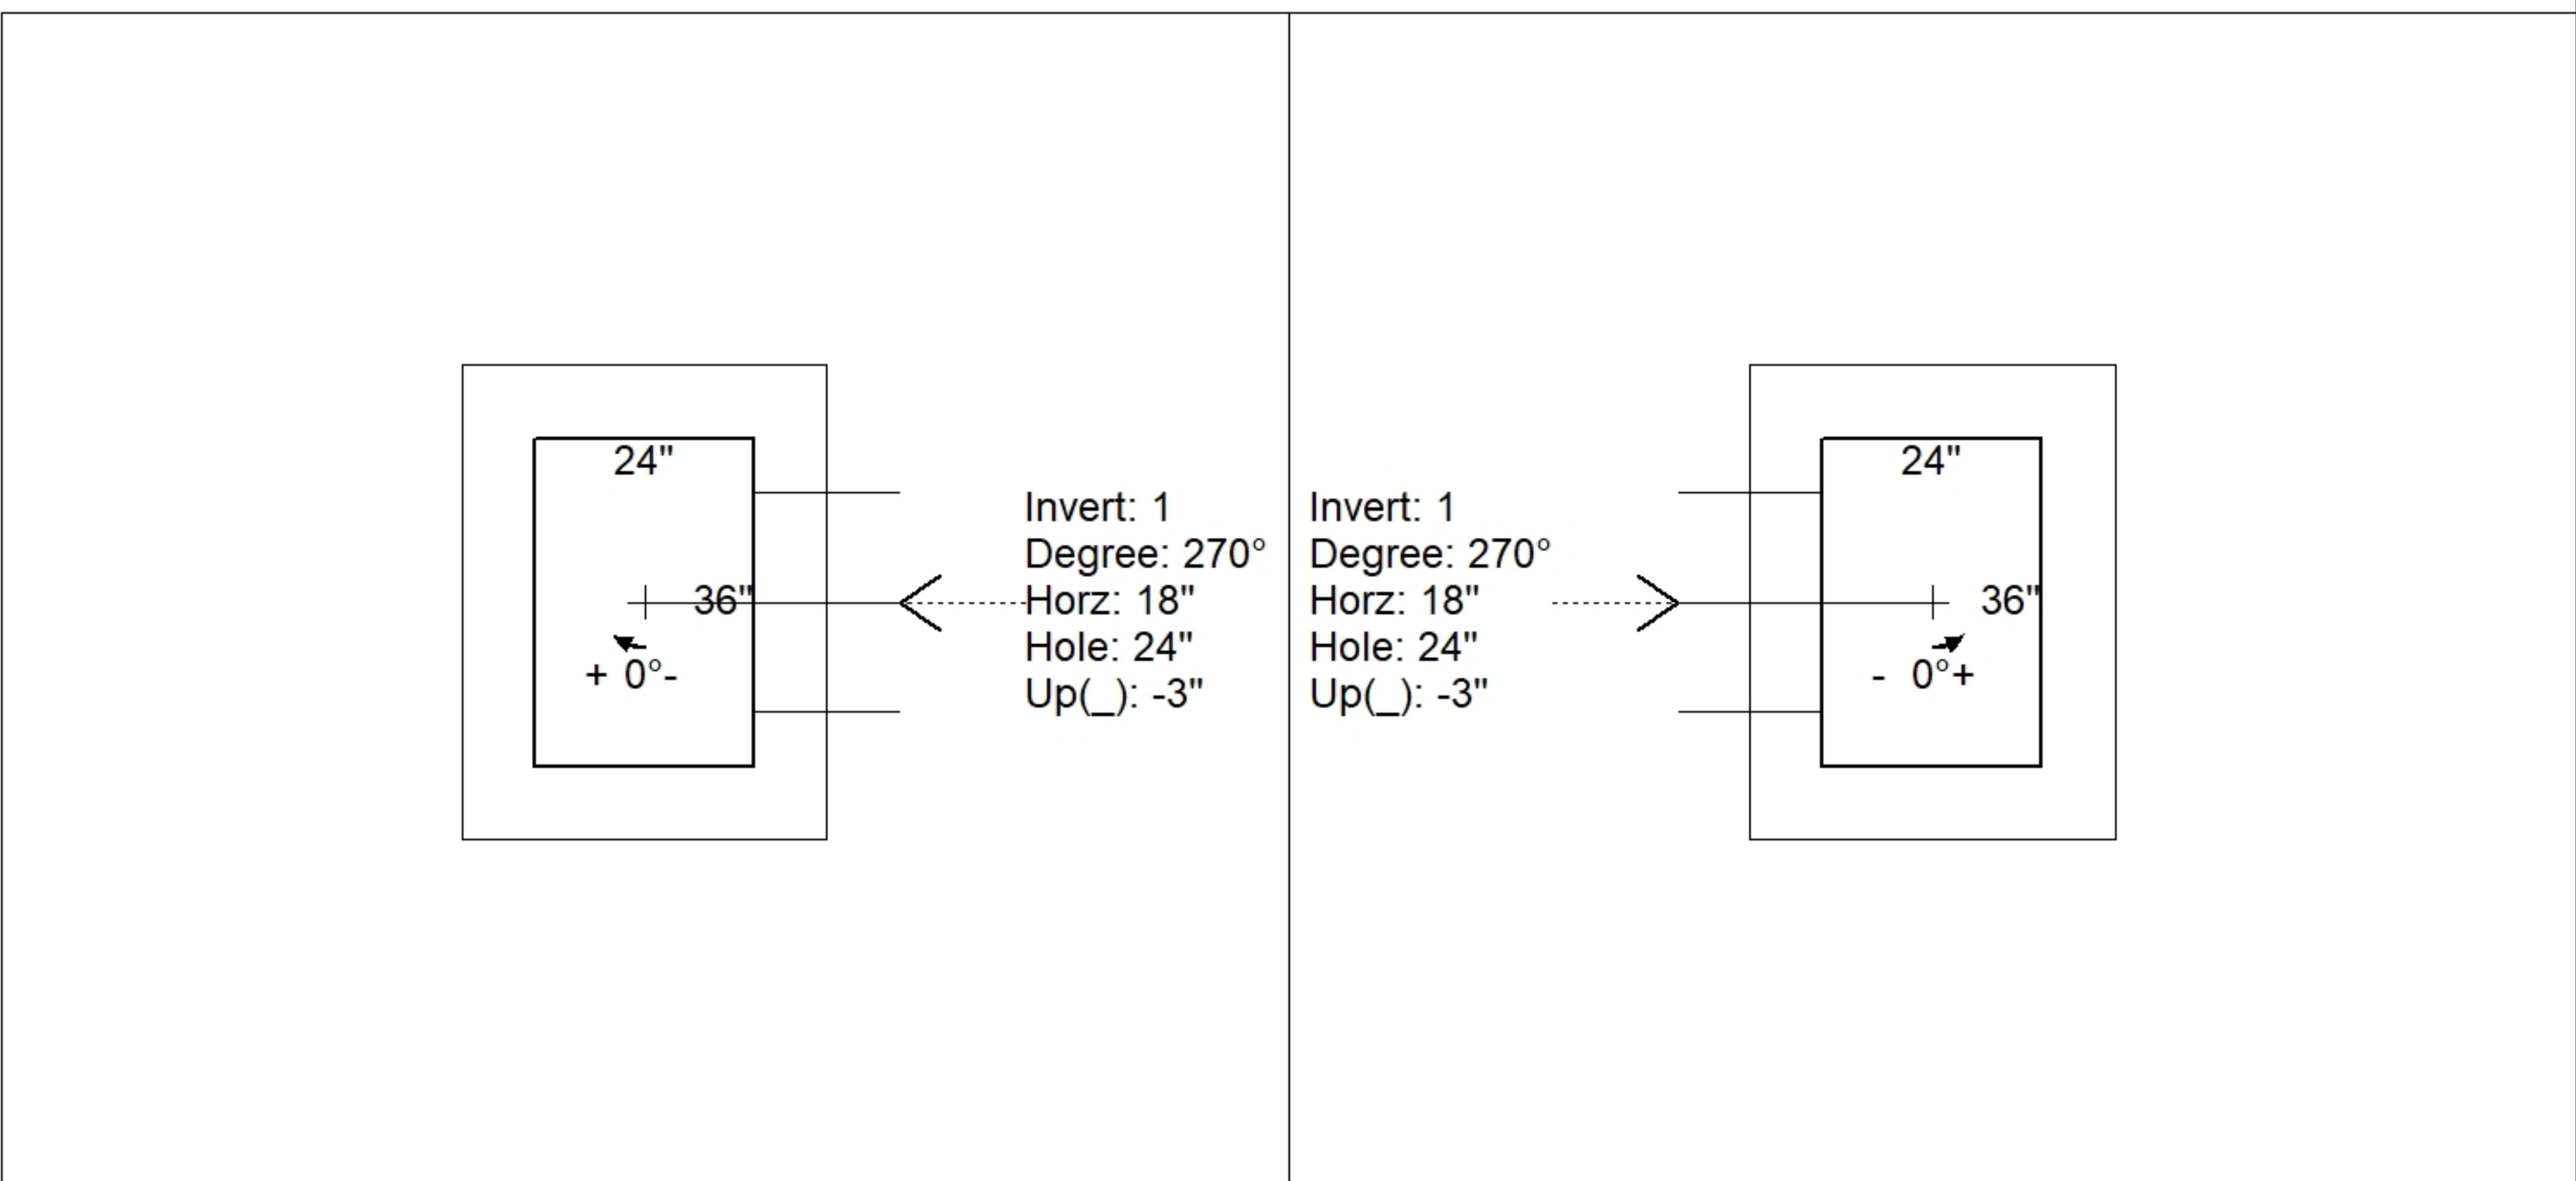 24"
36"
+ 0°-
Invert: 1
Degree: 270°
Horz: 18"
Hole: 24"
Up(_): -3"
Invert: 1
Degree: 270°
Horz: 18"
Hole: 24"
Up(_): -3"
24"
36"
- 0°+